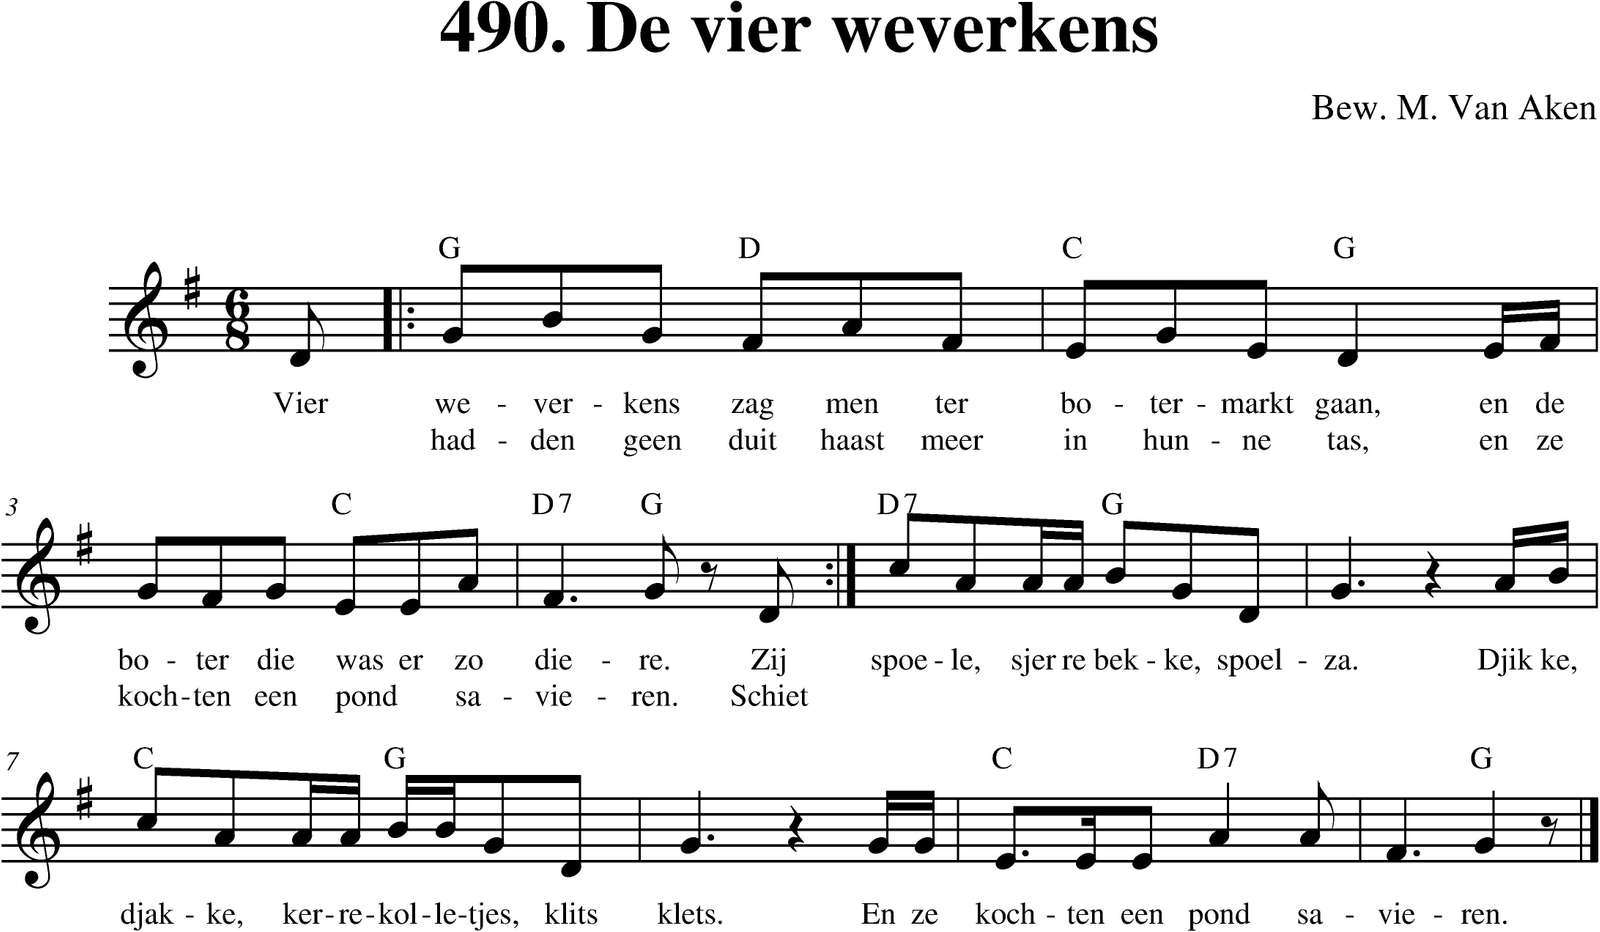 490. De vier weverkens
Bew. M. Van Aken
G D C G
6
8
Vier we - ver - kens zag men ter bo - ter - markt gaan, en de
had - den geen duit haast meer in hun - ne tas, en ze
3 C D7 G D7 G
bo - ter die was er zo die - re. Zij spoe - le, sjer re bek - ke, spoel - za. Djik ke,
koch - ten een pond sa - vie - ren. Schiet
7 C G C D7 G
djak - ke, ker - re - kol - le - tjes, klits klets. En ze koch - ten een pond sa - vie - ren.